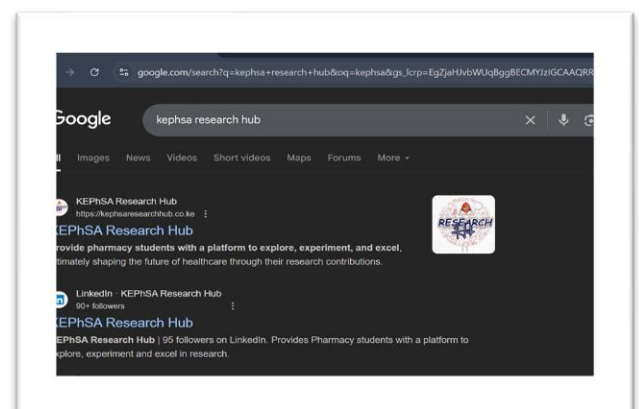 google.com/search?q=kephsa+research+hub&oq=kephsa&gs_lcrp=EgZjaHJvbWUqBggBECMYJzIGCAAQRR
Google
kephsa research hub
Images News Videos Short videos Maps Forums More
KEPhSA Research Hub
https://kephsaresearchhub.co.ke
KEPhSA Research Hub
RESEARCH
rovide pharmacy students with a platform to explore, experiment, and excel,
timately shaping the future of healthcare through their research contributions.
LinkedIn · KEPhSA Research Hub
90+ followers
KEPhSA Research Hub
EPhSA Research Hub | 95 followers on LinkedIn. Provides Pharmacy students with a platform to
xplore, experiment and excel in research.